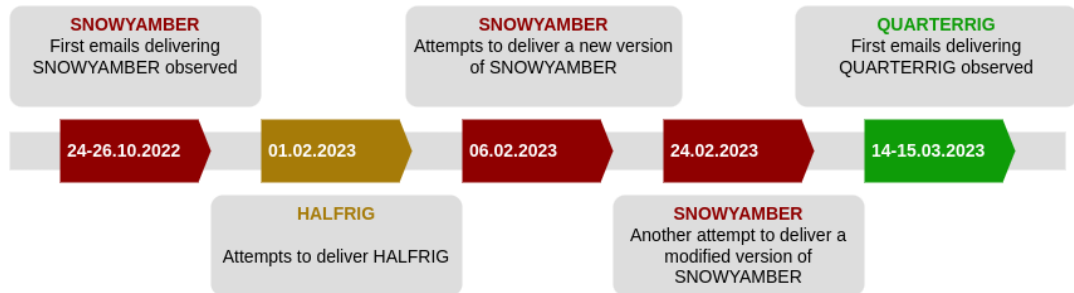 SNOWYAMBER
First emails delivering
SNOWYAMBER observed
SNOWYAMBER
Attempts to deliver a new version
of SNOWYAMBER
QUARTERRIG
First emails delivering
QUARTERRIG observed
24-26.10.2022
01.02.2023
06.02.2023
24.02.2023
14-15.03.2023
HALFRIG
Attempts to deliver HALFRIG
SNOWYAMBER
Another attempt to deliver a
modified version of
SNOWYAMBER